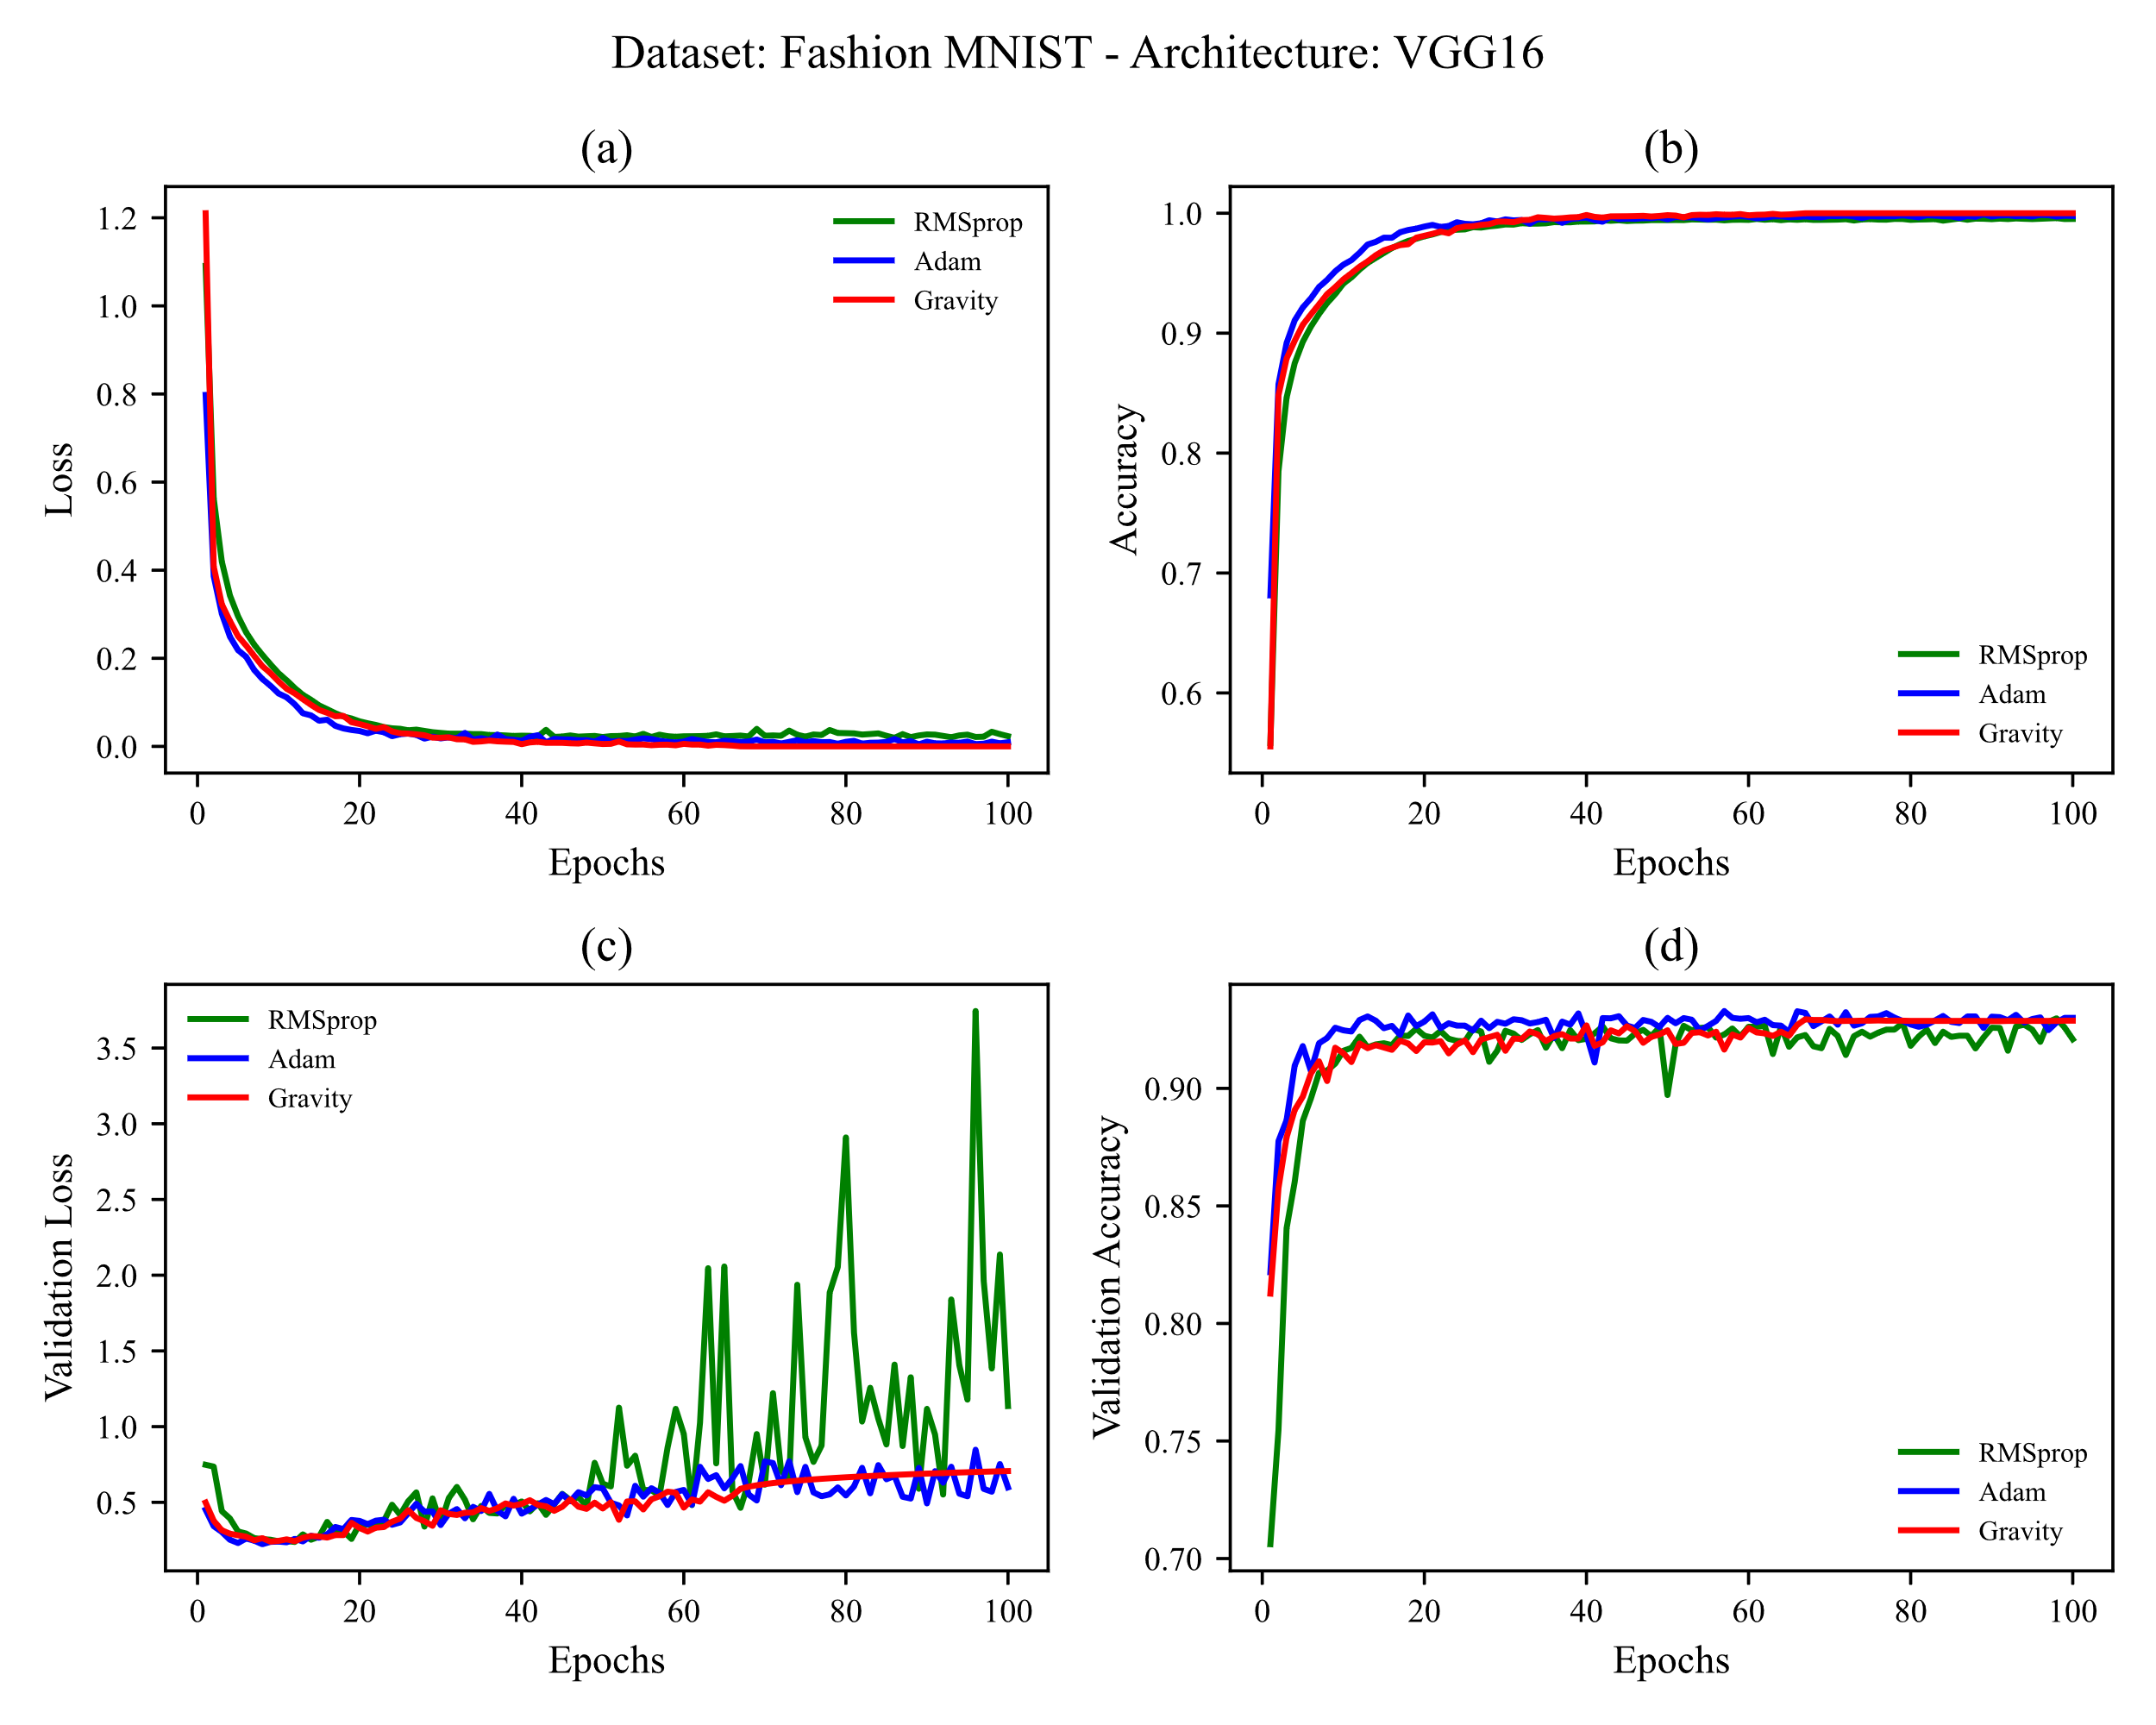 Dataset: Fashion MNIST - Architecture: VGG16
(a)
Loss
1.2
1.0
0.8
0.6
0.4
0.2
0.0
RMSprop
Adam
Gravity
0 20 40 60 80 100
Epochs
(b)
Accuracy
1.0
0.9
0.8
0.7
0.6
RMSprop
Adam
Gravity
0 20 40 60 80 100
Epochs
(c)
Validation Loss
3.5
3.0
2.5
2.0
1.5
1.0
0.5
RMSprop
Adam
Gravity
0 20 40 60 80 100
Epochs
(d)
Validation Accuracy
0.90
0.85
0.80
0.75
0.70
RMSprop
Adam
Gravity
0 20 40 60 80 100
Epochs